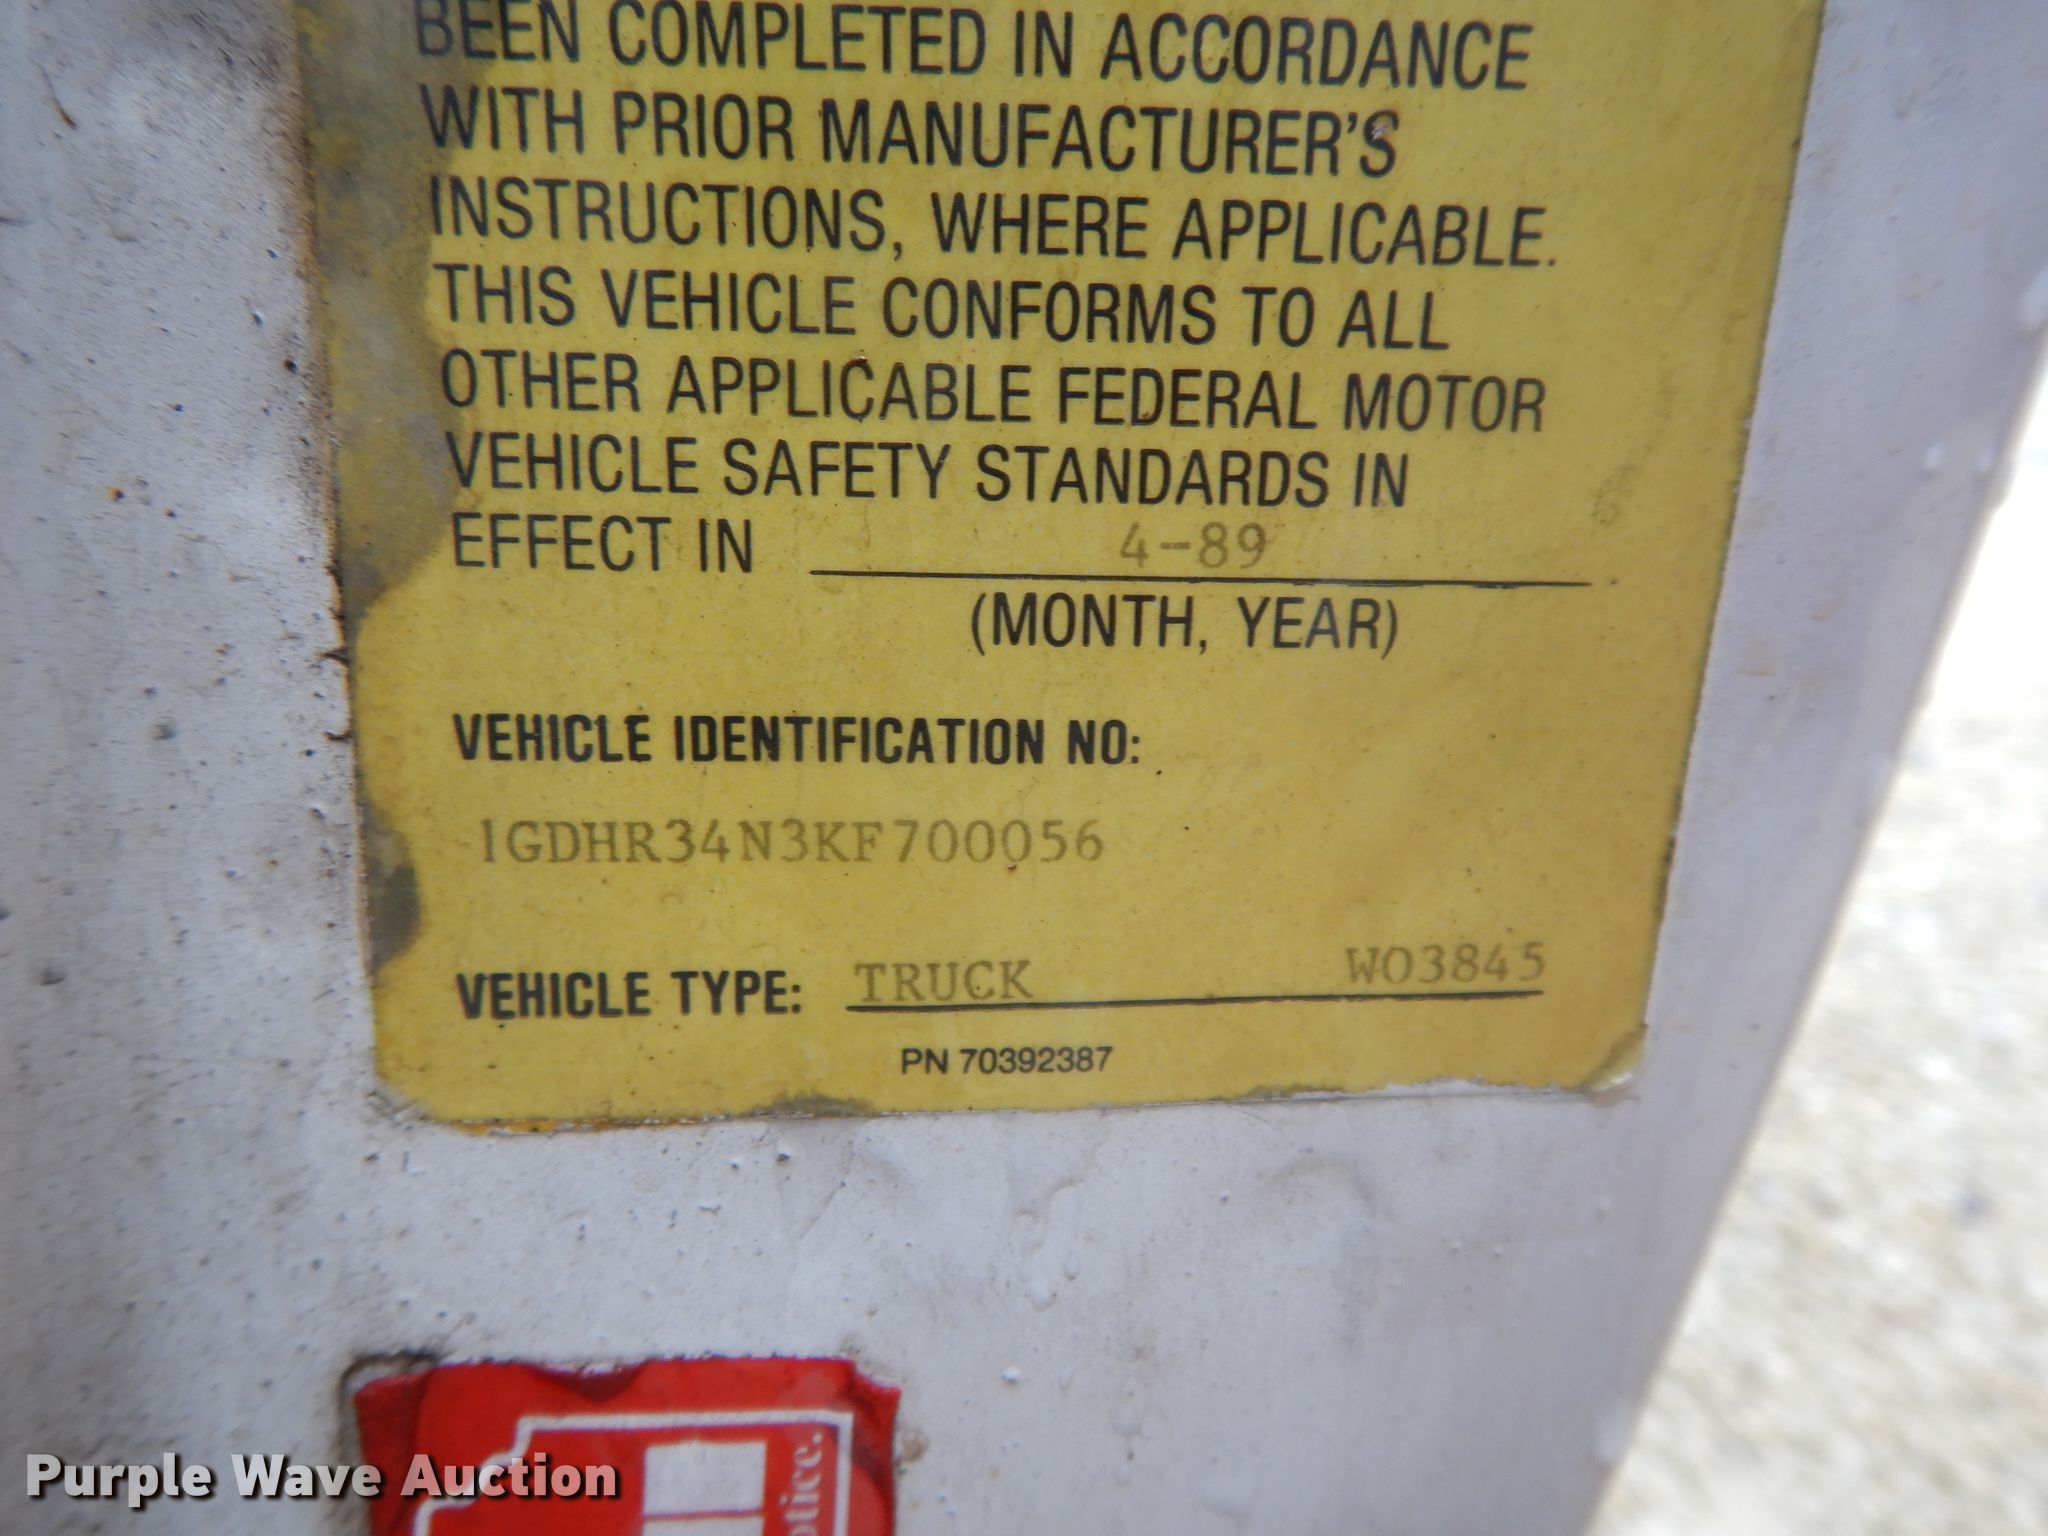 BEEN COMPLETED IN ACCORDANCE
WITH PRIOR MANUFACTURER'S
INSTRUCTIONS, WHERE APPLICABLE.
THIS VEHICLE CONFORMS TO ALL
OTHER APPLICABLE FEDERAL MOTOR
VEHICLE SAFETY STANDARDS IN
EFFECT IN 4-89
(MONTH, YEAR)
VEHICLE IDENTIFICATION NO:
1GDHR34N3KF700056
VEHICLE TYPE: TRUCK WO3845
PN 70392387
Purple Wave Auction